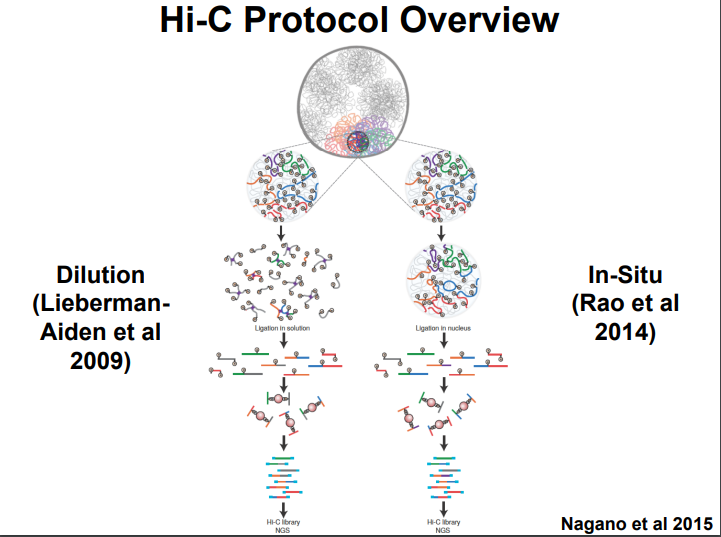 Hi-C Protocol Overview
Dilution
(Lieberman-
Aiden et al
2009)
In-Situ
(Rao et al
2014)
Ligation in solution
Ligation in nucleus
Hi-C library
NGS
Hi-C library
NGS
Nagano et al 2015